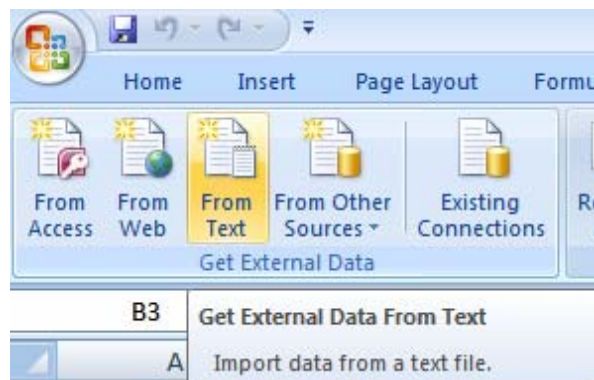 Home Insert Page Layout Formu
From Access From Web From Text From Other Sources Existing Connections R
Get External Data
B3
Get External Data From Text
A
Import data from a text file.